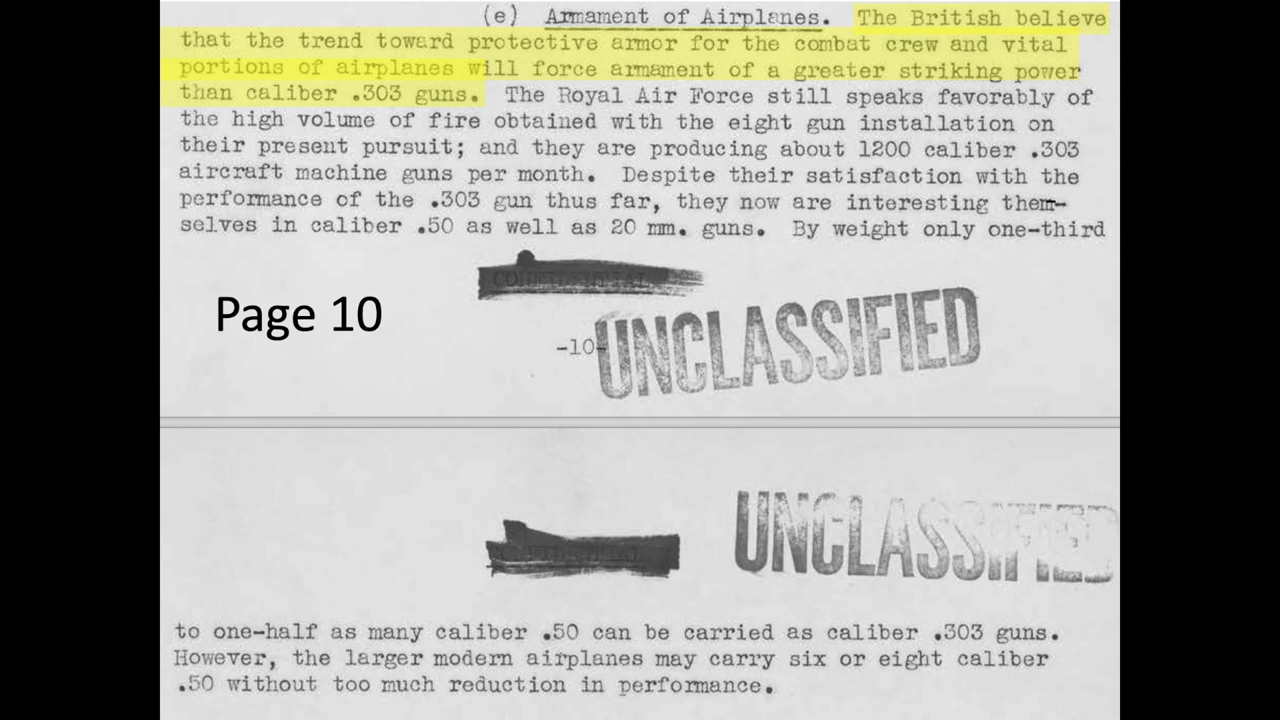 (e) Armament of Airplanes. The British believe
that the trend toward protective armor for the combat crew and vital
portions of airplanes will force armament of a greater striking power
than caliber .303 guns. The Royal Air Force still speaks favorably of
the high volume of fire obtained with the eight gun installation on
their present pursuit; and they are producing about 1200 caliber .303
aircraft machine guns per month. Despite their satisfaction with the
performance of the .303 gun thus far, they now are interesting them-
selves in caliber .50 as well as 20 mm. guns. By weight only one-third
CONFIDENTIAL
Page 10
-10-
UNCLASSIFIED
UNCLASSIFIED
to one-half as many caliber .50 can be carried as caliber .303 guns.
However, the larger modern airplanes may carry six or eight caliber
.50 without too much reduction in performance.